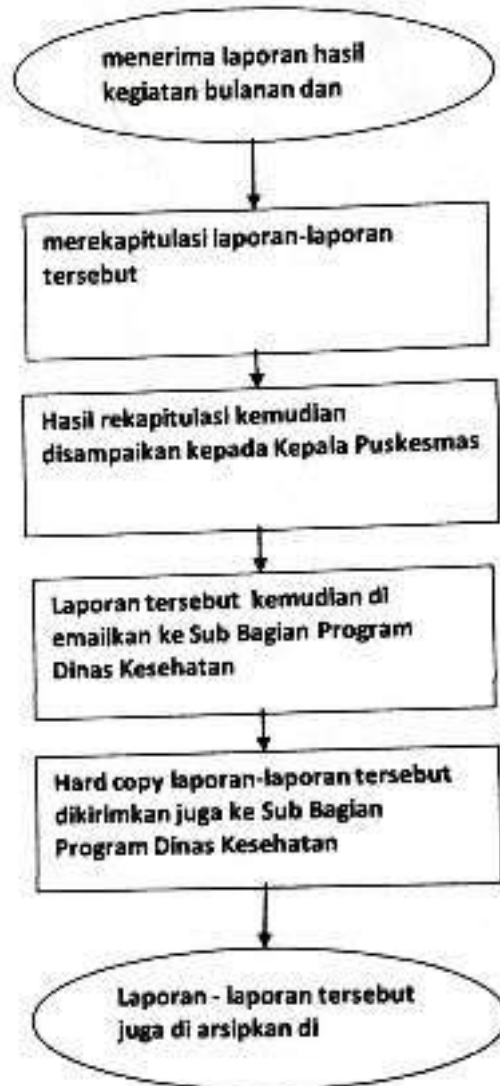 menerima laporan hasil
kegiatan bulanan dan
merekapitulasi laporan-laporan
tersebut
Hasil rekapitulasi kemudian
disampaikan kepada Kepala Puskesmas
Laporan tersebut kemudian di
emailkan ke Sub Bagian Program
Dinas Kesehatan
Hard copy laporan-laporan tersebut
dikirimkan juga ke Sub Bagian
Program Dinas Kesehatan
Laporan - laporan tersebut
juga di arsipkan di